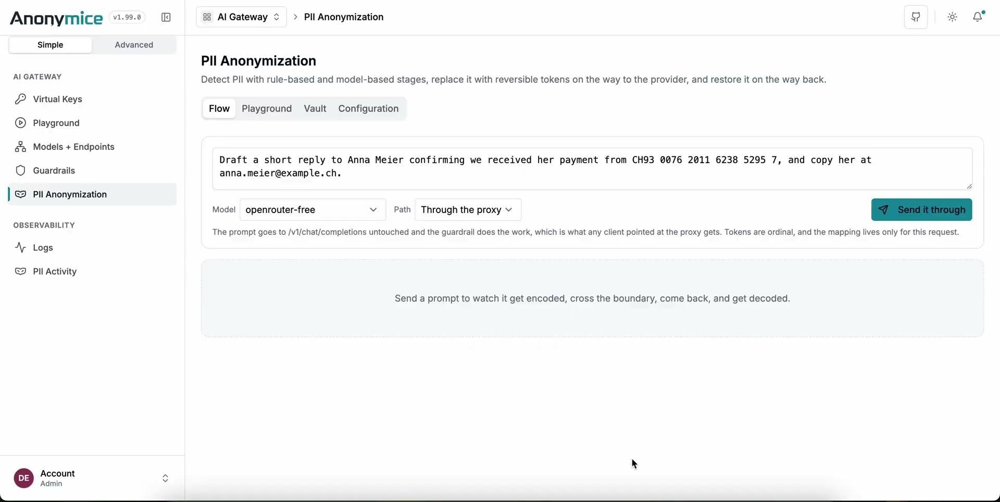 Anonymice
v1.99.0
AI Gateway
PII Anonymization
Simple
Advanced
AI GATEWAY
Virtual Keys
Playground
Models + Endpoints
Guardrails
PII Anonymization
OBSERVABILITY
Logs
PII Activity
DE
Account
Admin
PII Anonymization
Detect PII with rule-based and model-based stages, replace it with reversible tokens on the way to the provider, and restore it on the way back.
Flow
Playground
Vault
Configuration
Draft a short reply to Anna Meier confirming we received her payment from CH93 0076 2011 6238 5295 7, and copy her at
anna.meier@example.ch.
Model
openrouter-free
Path
Through the proxy
Send it through
The prompt goes to /v1/chat/completions untouched and the guardrail does the work, which is what any client pointed at the proxy gets. Tokens are ordinal, and the mapping lives only for this request.
Send a prompt to watch it get encoded, cross the boundary, come back, and get decoded.